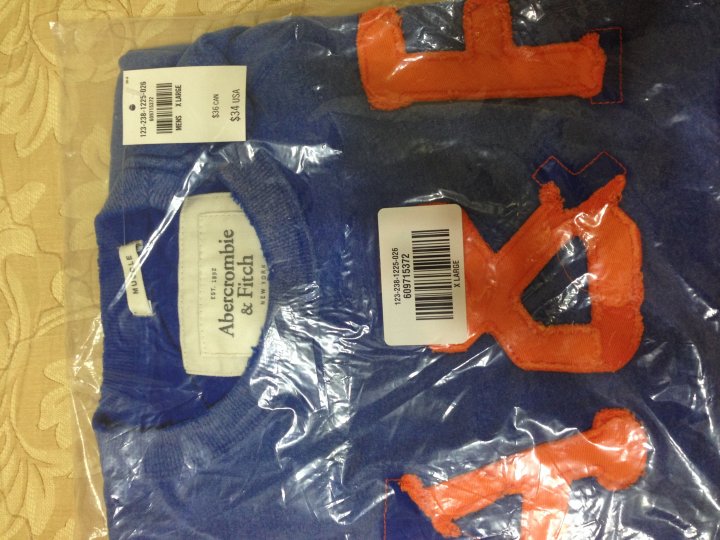 123-238-1225-026
609715372
MENS X LARGE
$36 CAN
$34 USA
MUSCLE
EST. 1892
Abercrombie
& Fitch
NEW YORK
123-238-1225-026
609715372
X LARGE
A & F